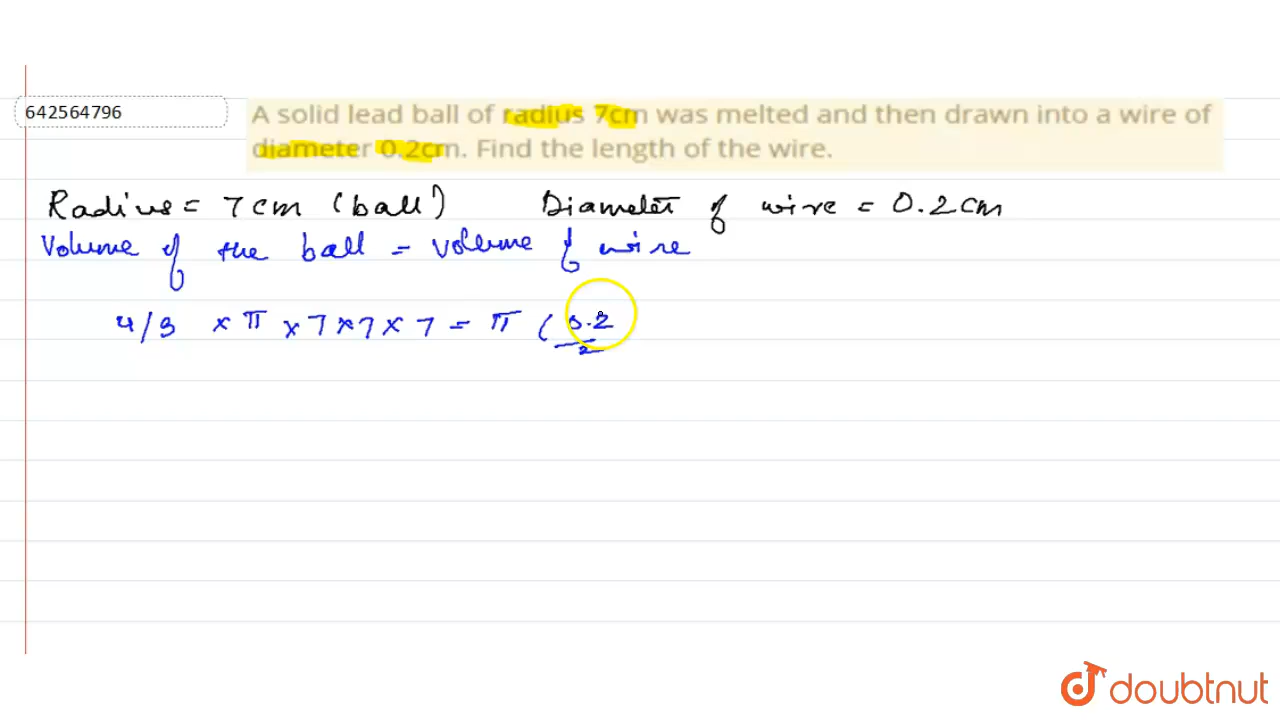 642564796
A solid lead ball of radius 7cm was melted and then drawn into a wire of
diameter 0.2cm. Find the length of the wire.
Radius = 7cm (ball) Diameter of wire = 0.2cm
Volume of the ball = volume of wire
4/3 × π × 7 × 7 × 7 = π (0.2/2
doubtnut